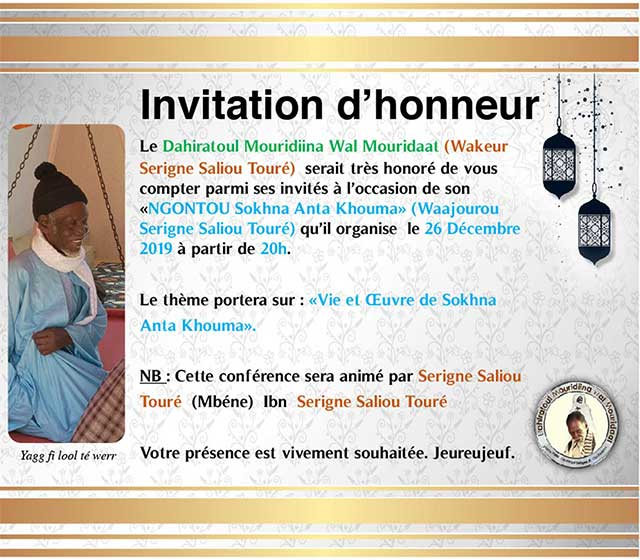 Invitation d’honneur
Le Dahiratoul Mouridiina Wal Mouridaat (Wakeur
Serigne Saliou Touré) serait très honoré de vous
compter parmi ses invités à l’occasion de son
«NGONTOU Sokhna Anta Khouma» (Waajourou
Serigne Saliou Touré) qu’il organise le 26 Décembre
2019 à partir de 20h.
Le thème portera sur : «Vie et Œuvre de Sokhna
Anta Khouma».
NB : Cette conférence sera animé par Serigne Saliou
Touré (Mbéne) Ibn Serigne Saliou Touré
Votre présence est vivement souhaitée. Jeureujeuf.
Yagg fi lool té werr
Dahiratoul Mouridiina Wal Mouridaat